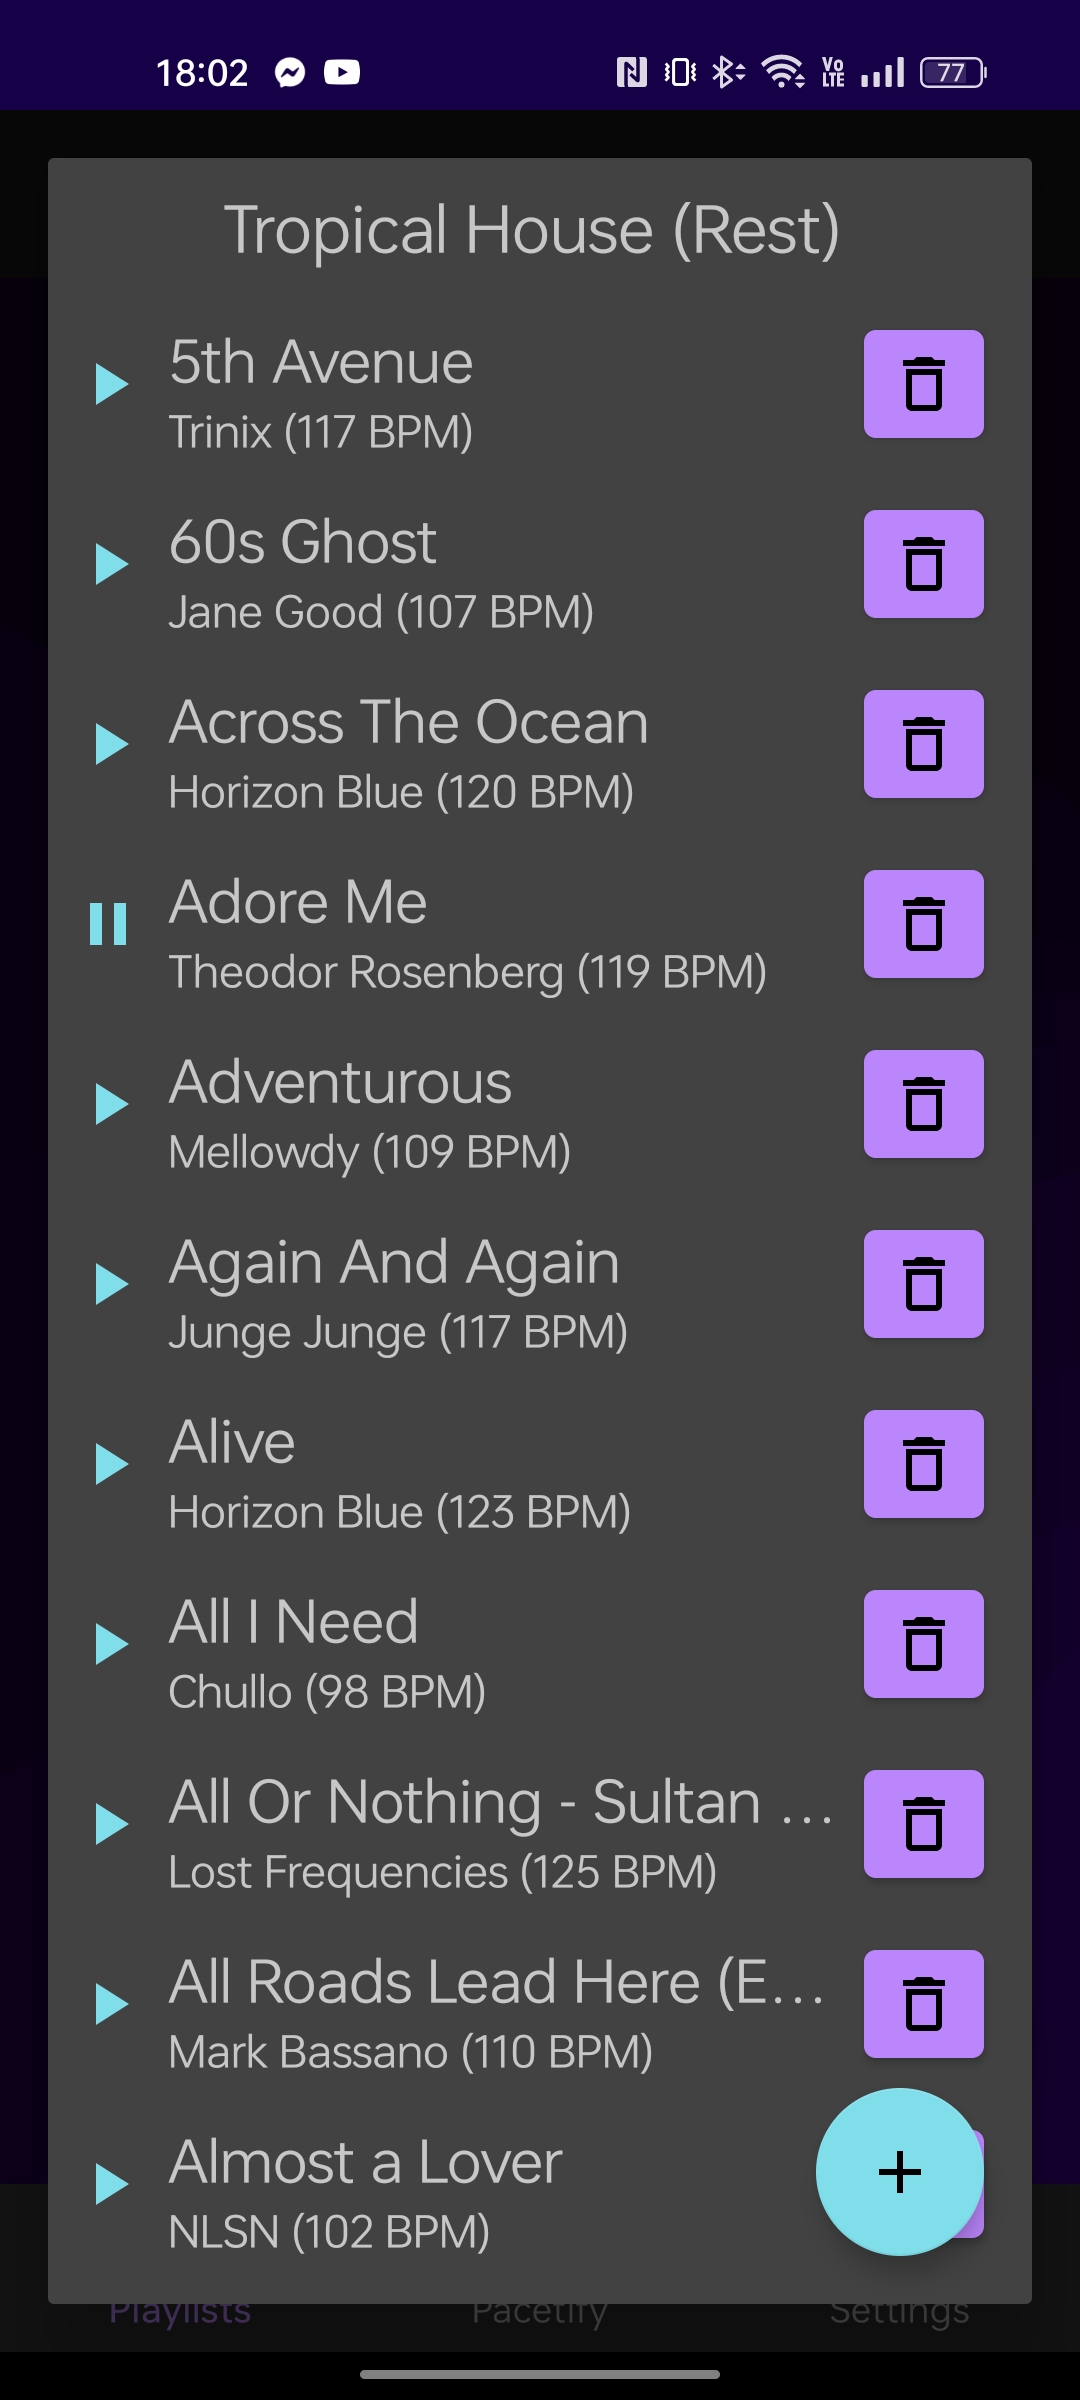 18:02
Vo
LTE
77
Tropical House (Rest)
5th Avenue
Trinix (117 BPM)
60s Ghost
Jane Good (107 BPM)
Across The Ocean
Horizon Blue (120 BPM)
Adore Me
Theodor Rosenberg (119 BPM)
Adventurous
Mellowdy (109 BPM)
Again And Again
Junge Junge (117 BPM)
Alive
Horizon Blue (123 BPM)
All I Need
Chullo (98 BPM)
All Or Nothing - Sultan ...
Lost Frequencies (125 BPM)
All Roads Lead Here (E...
Mark Bassano (110 BPM)
Almost a Lover
NLSN (102 BPM)
Playlists Pacetify Settings